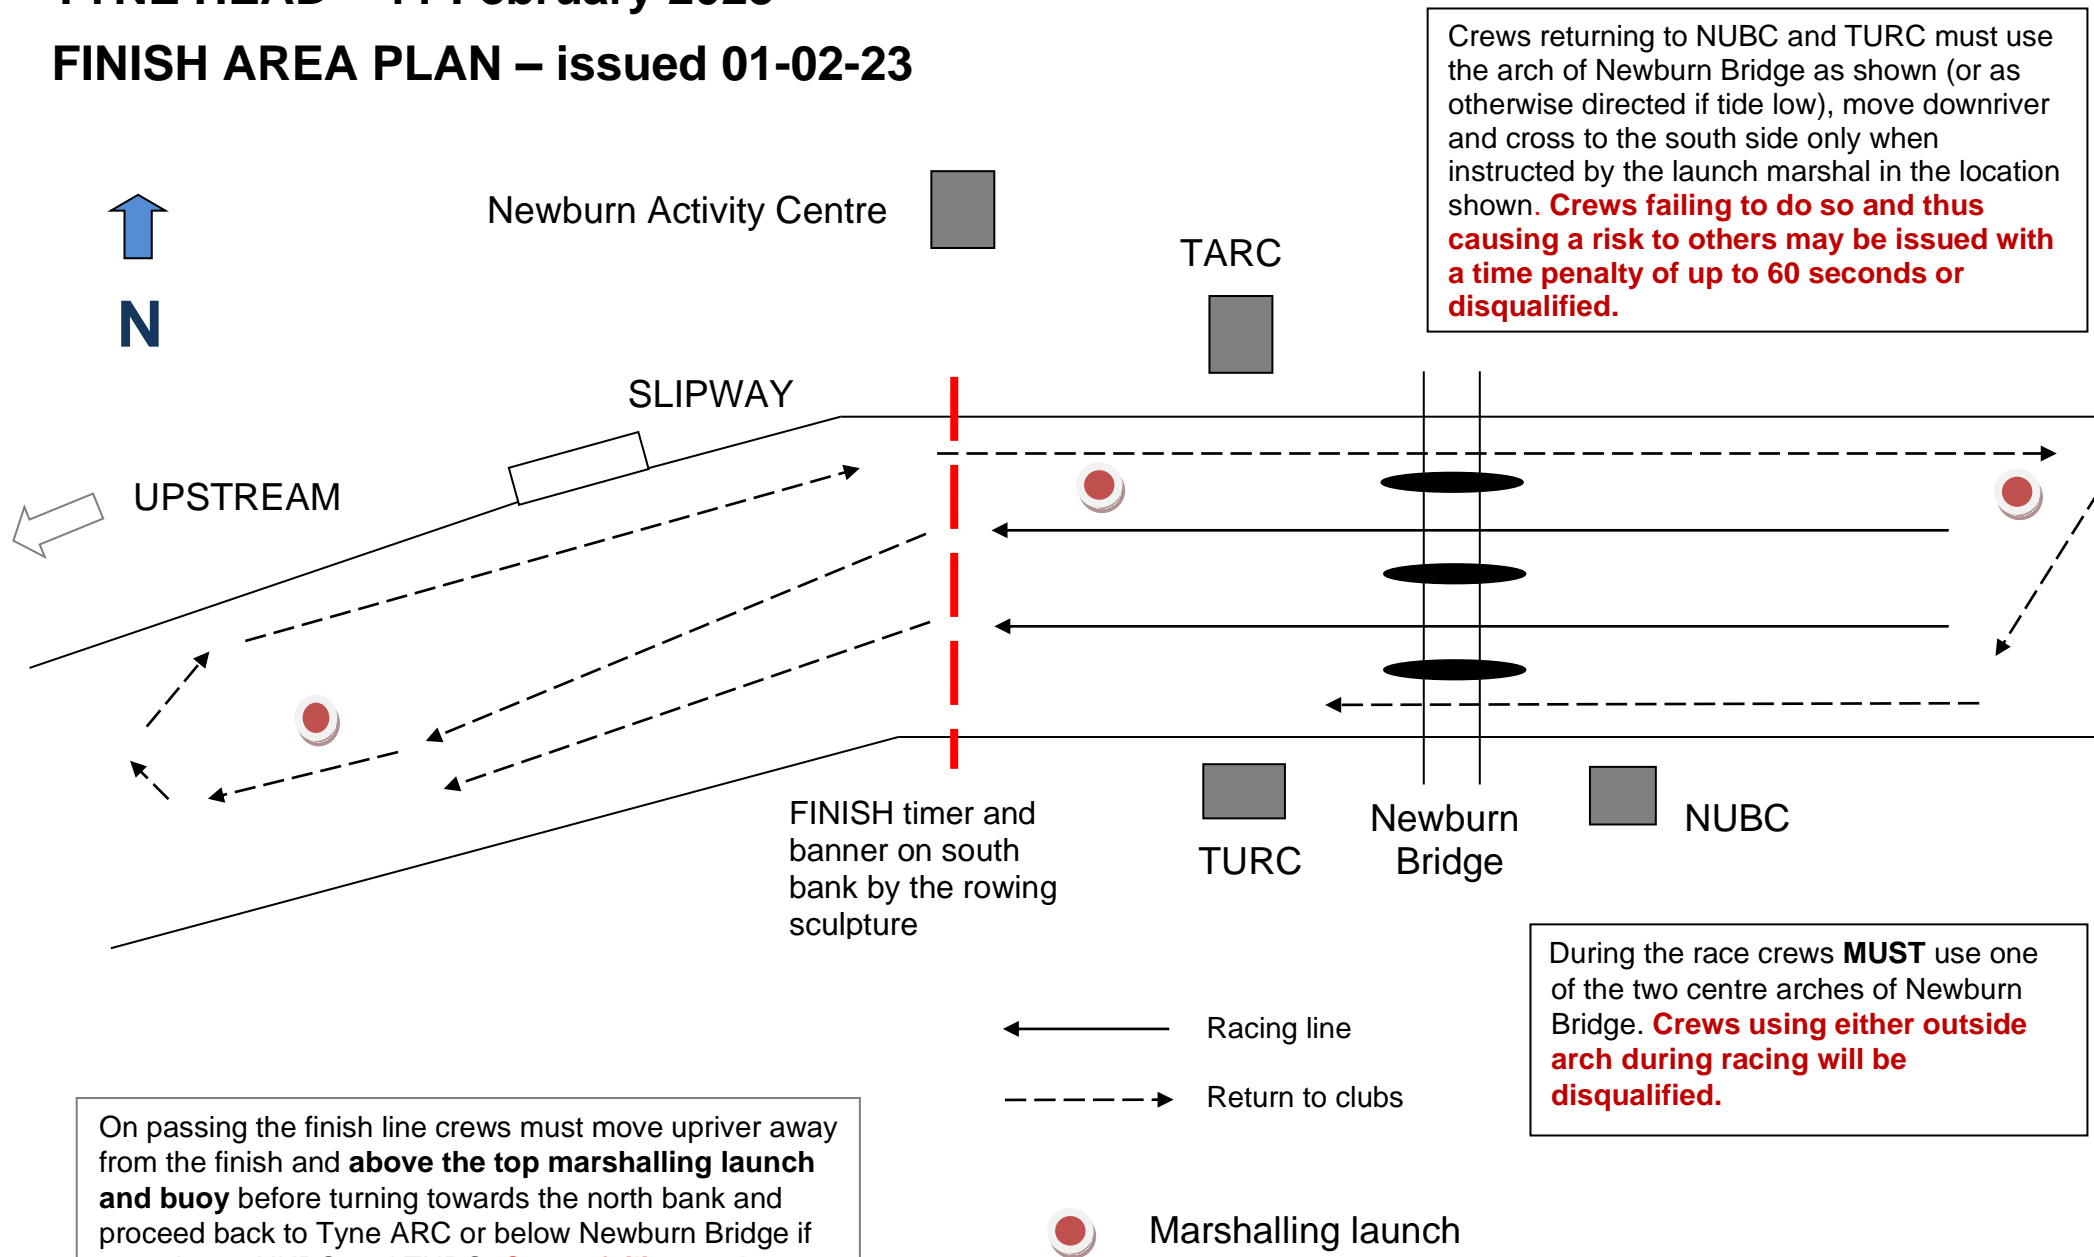 FINISH AREA PLAN – issued 01-02-23
Crews returning to NUBC and TURC must use
the arch of Newburn Bridge as shown (or as
otherwise directed if tide low), move downriver
and cross to the south side only when
instructed by the launch marshal in the location
shown. Crews failing to do so and thus
causing a risk to others may be issued with
a time penalty of up to 60 seconds or
disqualified.
N
Newburn Activity Centre
TARC
SLIPWAY
UPSTREAM
FINISH timer and
banner on south
bank by the rowing
sculpture
TURC
Newburn
Bridge
NUBC
During the race crews MUST use one
of the two centre arches of Newburn
Bridge. Crews using either outside
arch during racing will be
disqualified.
Racing line
Return to clubs
On passing the finish line crews must move upriver away
from the finish and above the top marshalling launch
and buoy before turning towards the north bank and
proceed back to Tyne ARC or below Newburn Bridge if
Marshalling launch